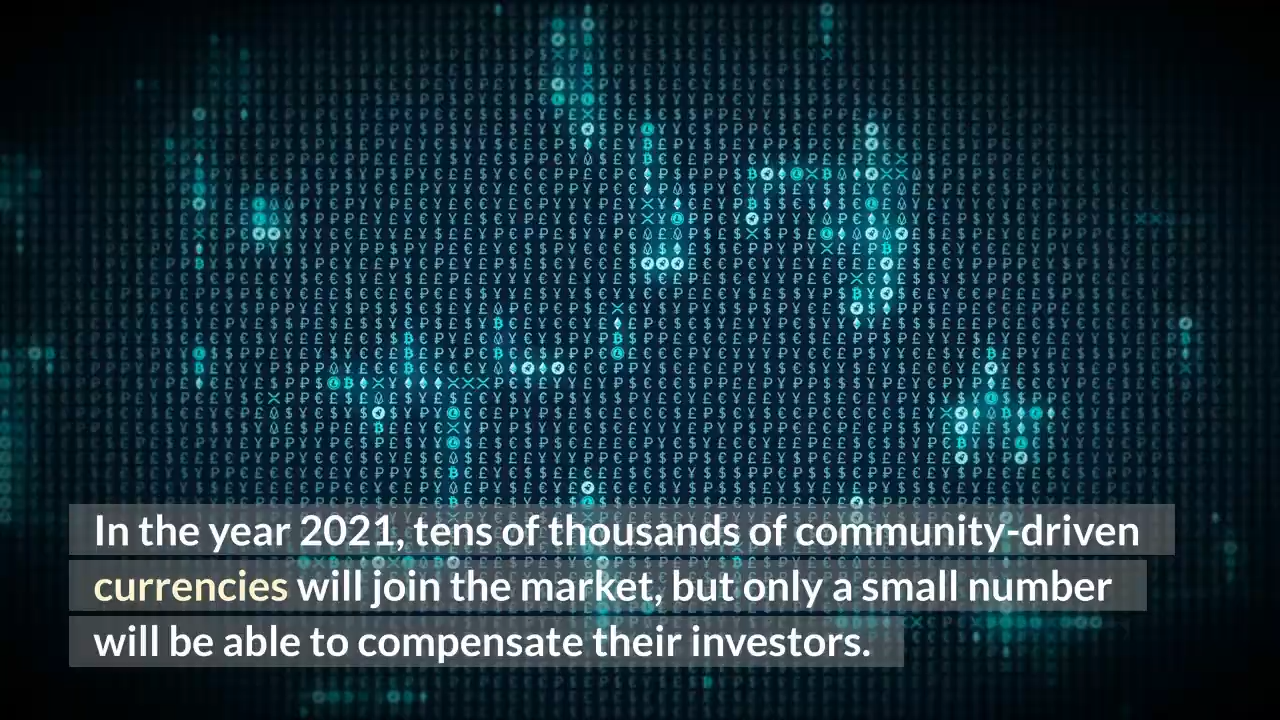 In the year 2021, tens of thousands of community-driven
currencies will join the market, but only a small number
will be able to compensate their investors.